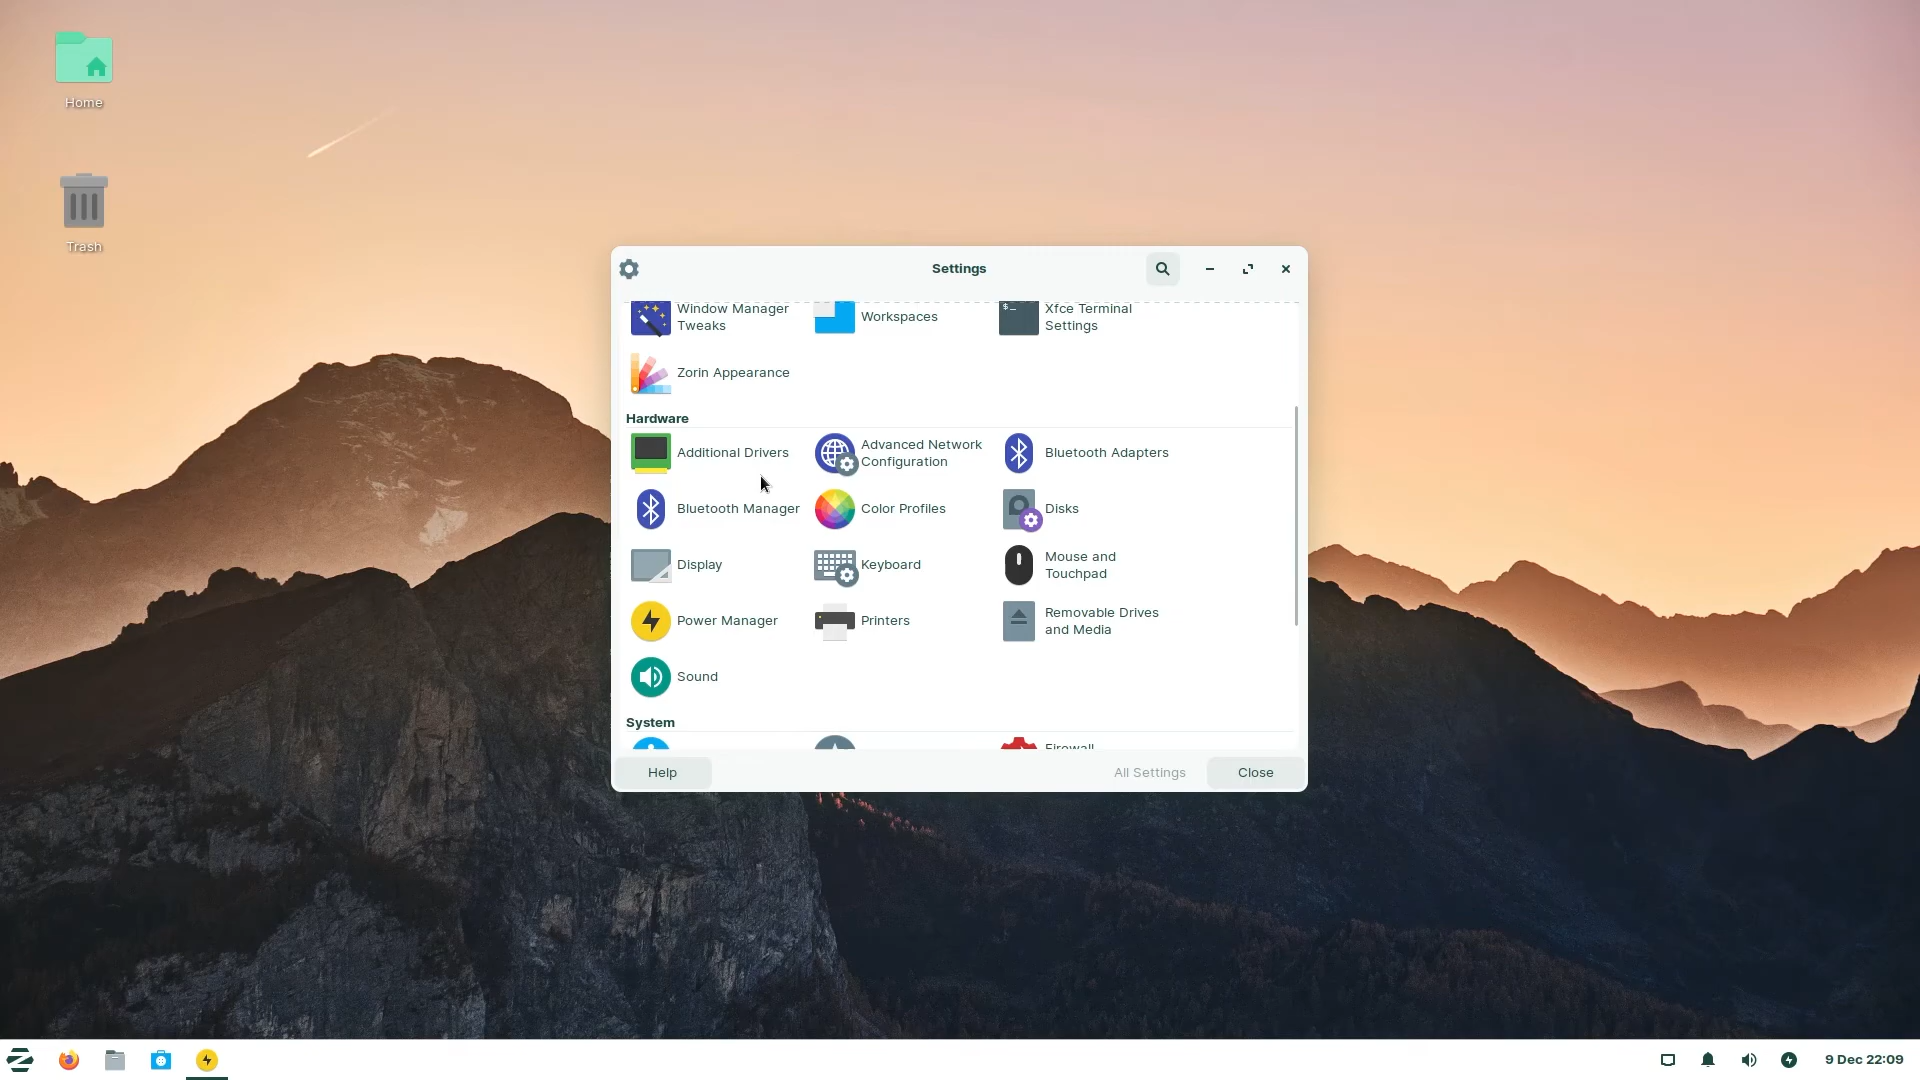 Home
Trash
Settings
Window Manager
Tweaks
Workspaces
Xfce Terminal
Settings
Zorin Appearance
Hardware
Additional Drivers
Advanced Network
Configuration
Bluetooth Adapters
Bluetooth Manager
Color Profiles
Disks
Display
Keyboard
Mouse and
Touchpad
Power Manager
Printers
Removable Drives
and Media
Sound
System
Firewall
Help
All Settings
Close
9 Dec 22:09